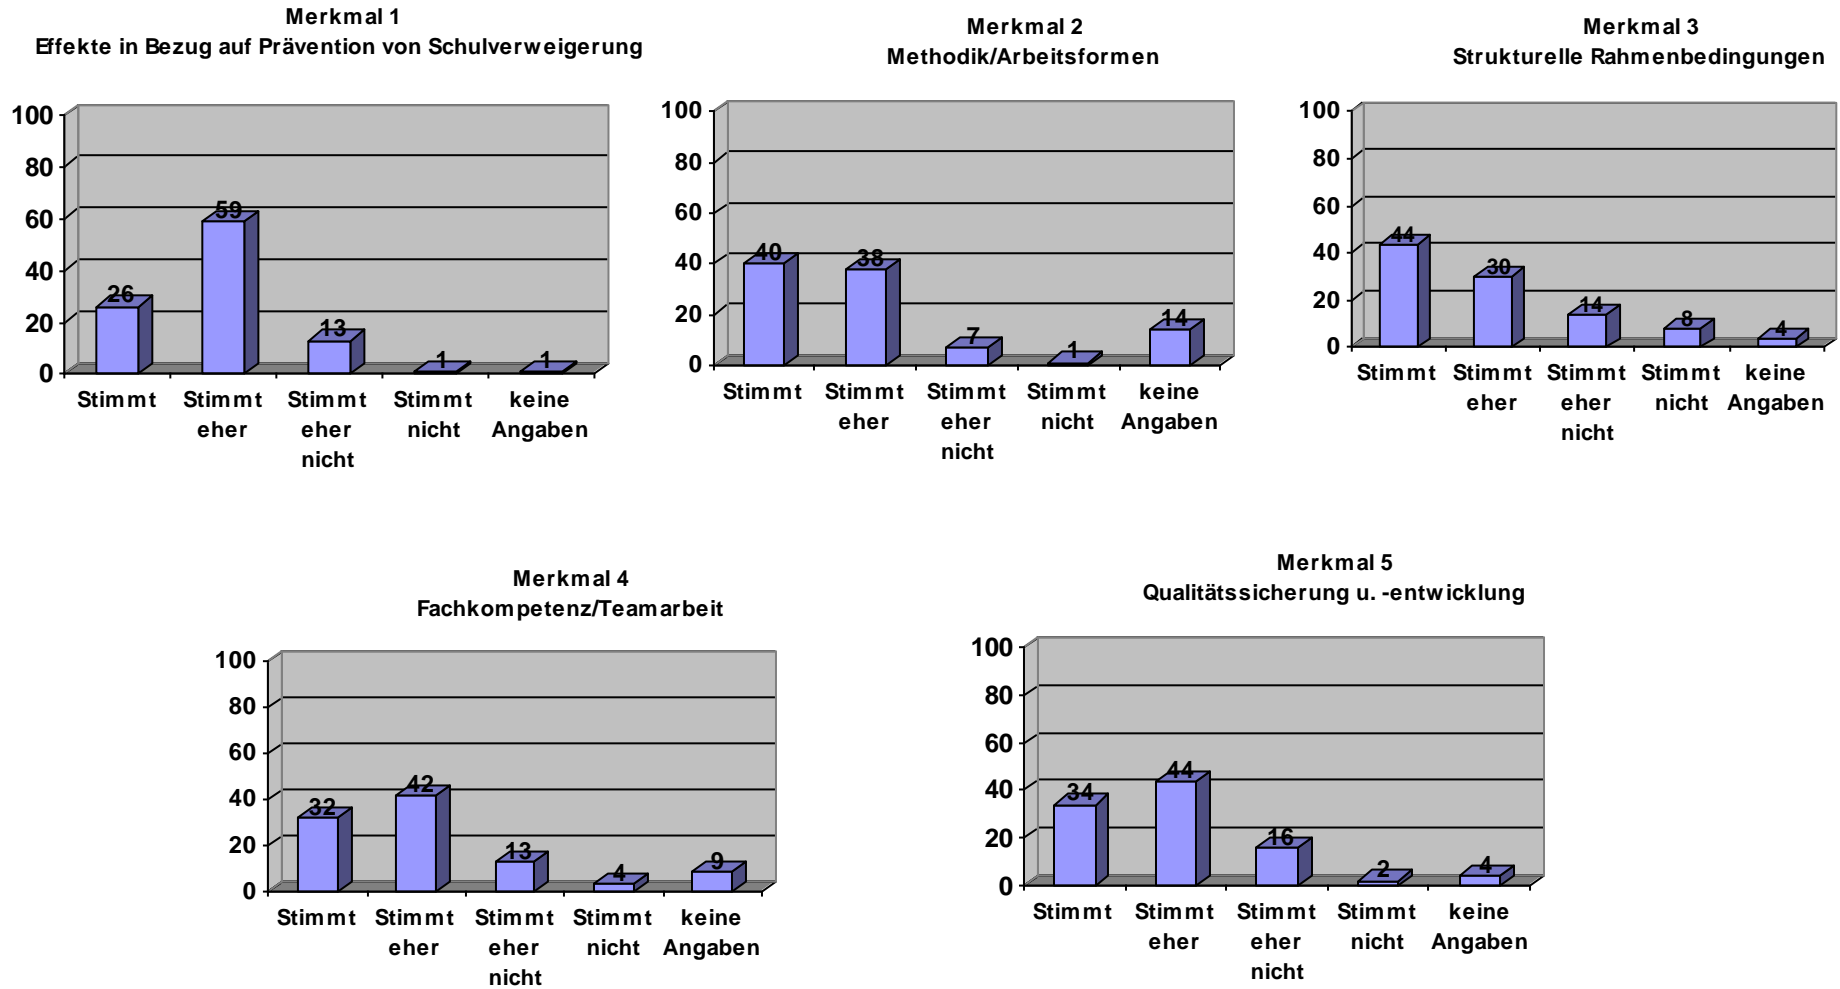 Merkmal 1
Effekte in Bezug auf Prävention von Schulverweigerung
100
80
60
40
20
0
26
59
13
1
1
Stimmt
Stimmt
eher
Stimmt
eher
nicht
Stimmt
nicht
keine
Angaben
Merkmal 2
Methodik/Arbeitsformen
100
80
60
40
20
0
40
38
7
1
14
Stimmt
Stimmt
eher
Stimmt
eher
nicht
Stimmt
nicht
keine
Angaben
Merkmal 3
Strukturelle Rahmenbedingungen
100
80
60
40
20
0
44
30
14
8
4
Stimmt
Stimmt
eher
Stimmt
eher
nicht
Stimmt
nicht
keine
Angaben
Merkmal 4
Fachkompetenz/Teamarbeit
100
80
60
40
20
0
32
42
13
4
9
Stimmt
Stimmt
eher
Stimmt
eher
nicht
Stimmt
nicht
keine
Angaben
Merkmal 5
Qualitätssicherung u. -entwicklung
100
80
60
40
20
0
34
44
16
2
4
Stimmt
Stimmt
eher
Stimmt
eher
nicht
Stimmt
nicht
keine
Angaben